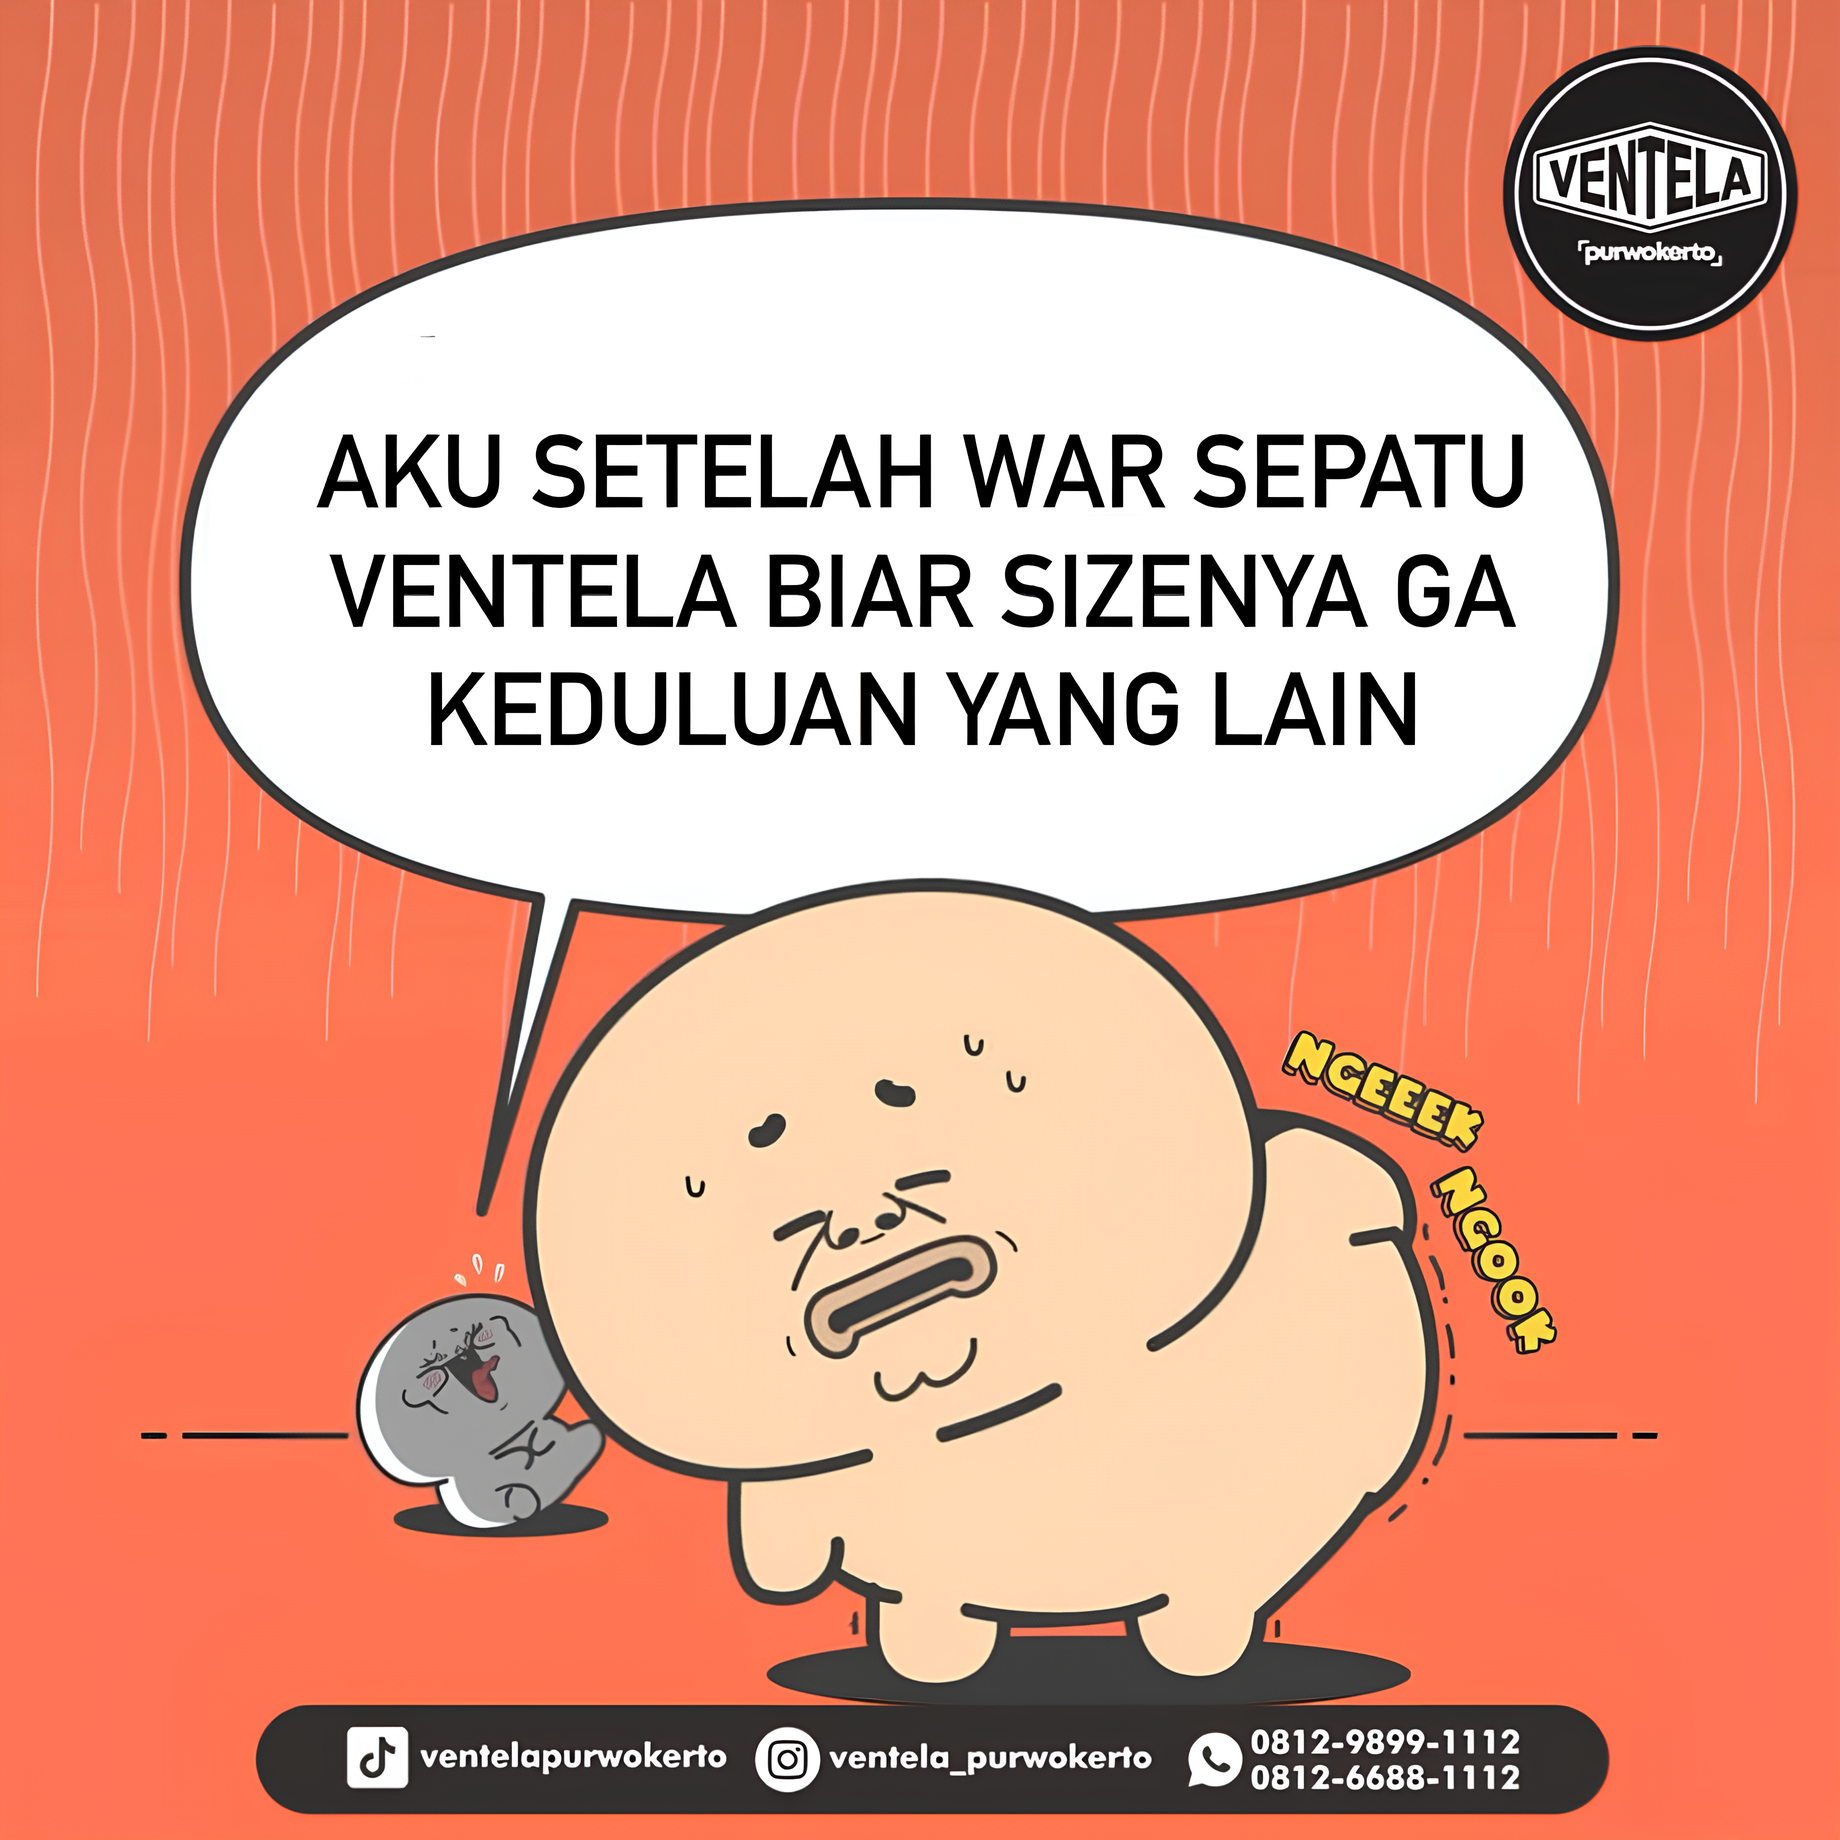 VENTELA
purwokerto
AKU SETELAH WAR SEPATU
VENTELA BIAR SIZENYA GA
KEDULUAN YANG LAIN
NGEEEK
NGOOK
ventelapurwokerto
ventela_purwokerto
0812-9899-1112
0812-6688-1112